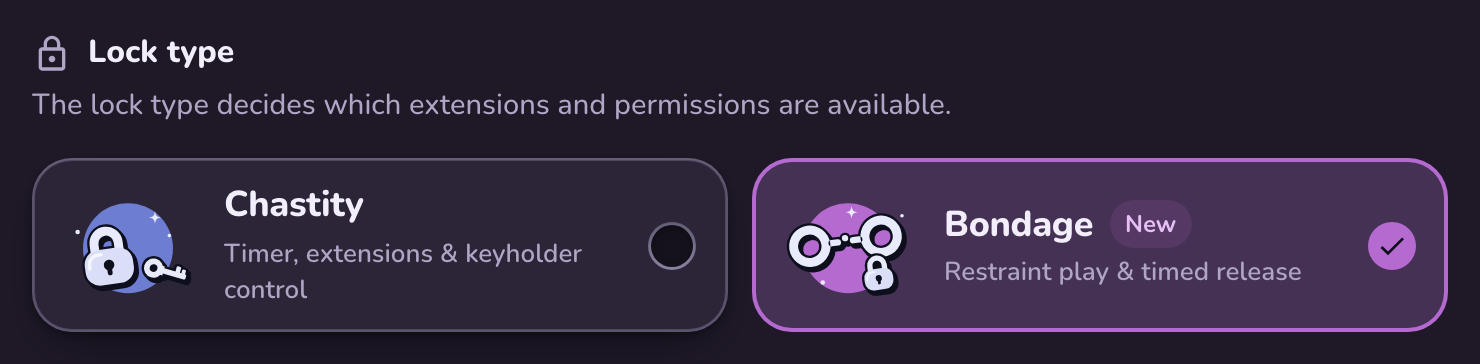 Lock type
The lock type decides which extensions and permissions are available.
Chastity
Timer, extensions & keyholder
control
Bondage New
Restraint play & timed release